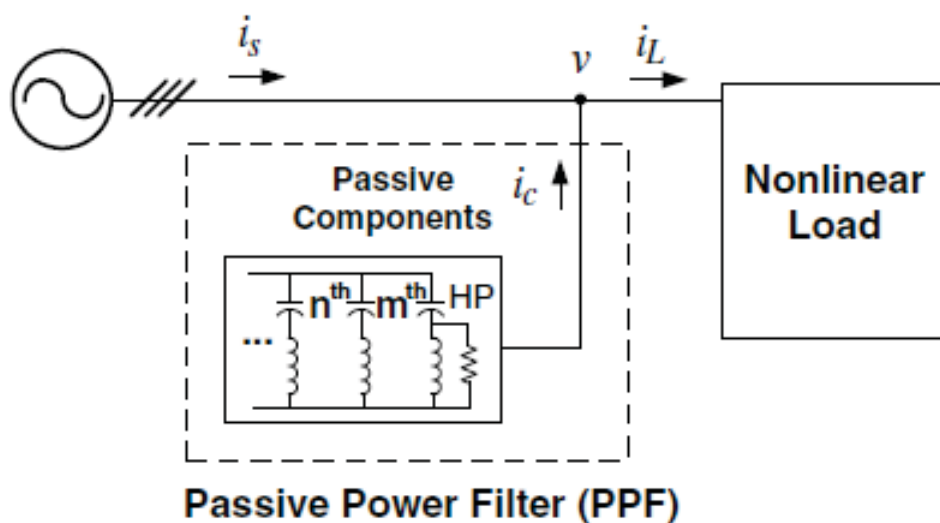 i_s
v
i_L
Passive
Components
i_c
Nonlinear
Load
n^th m^th HP
...
Passive Power Filter (PPF)